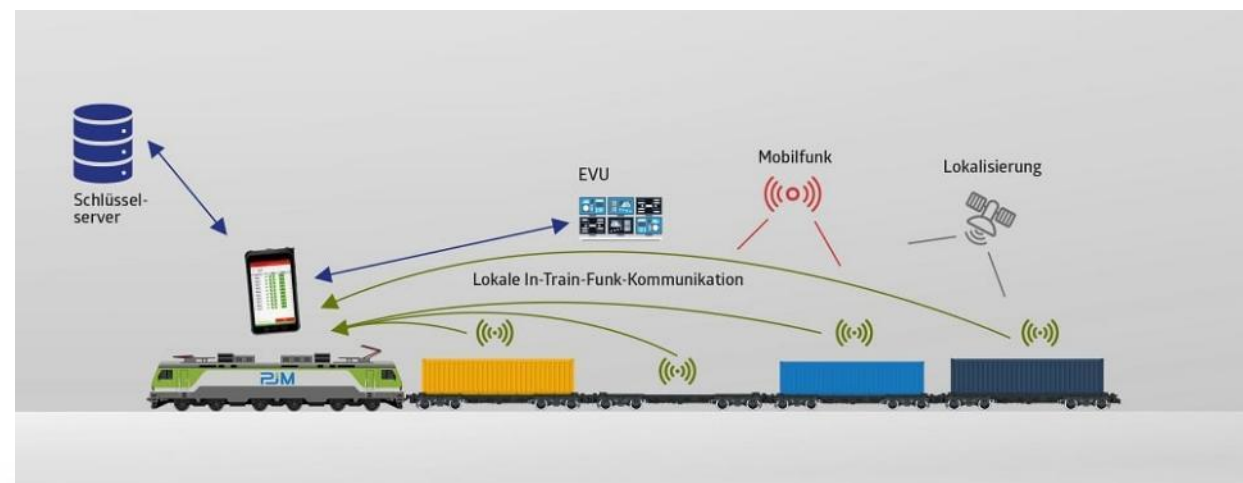 Schlüssel-
server
EVU
Mobilfunk
Lokalisierung
Lokale In-Train-Funk-Kommunikation
PJM